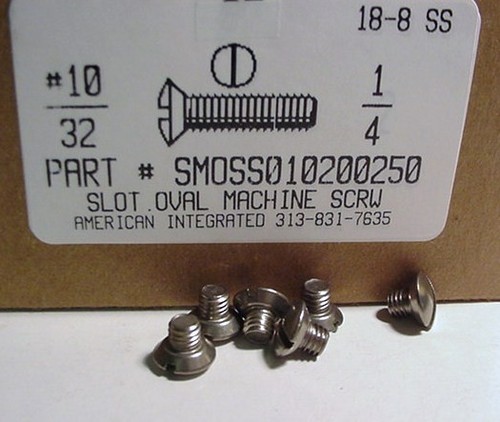 18-8 SS
#10 1
32 4
PART # SMOSS010200250
SLOT.OVAL MACHINE SCRW
AMERICAN INTEGRATED 313-831-7635